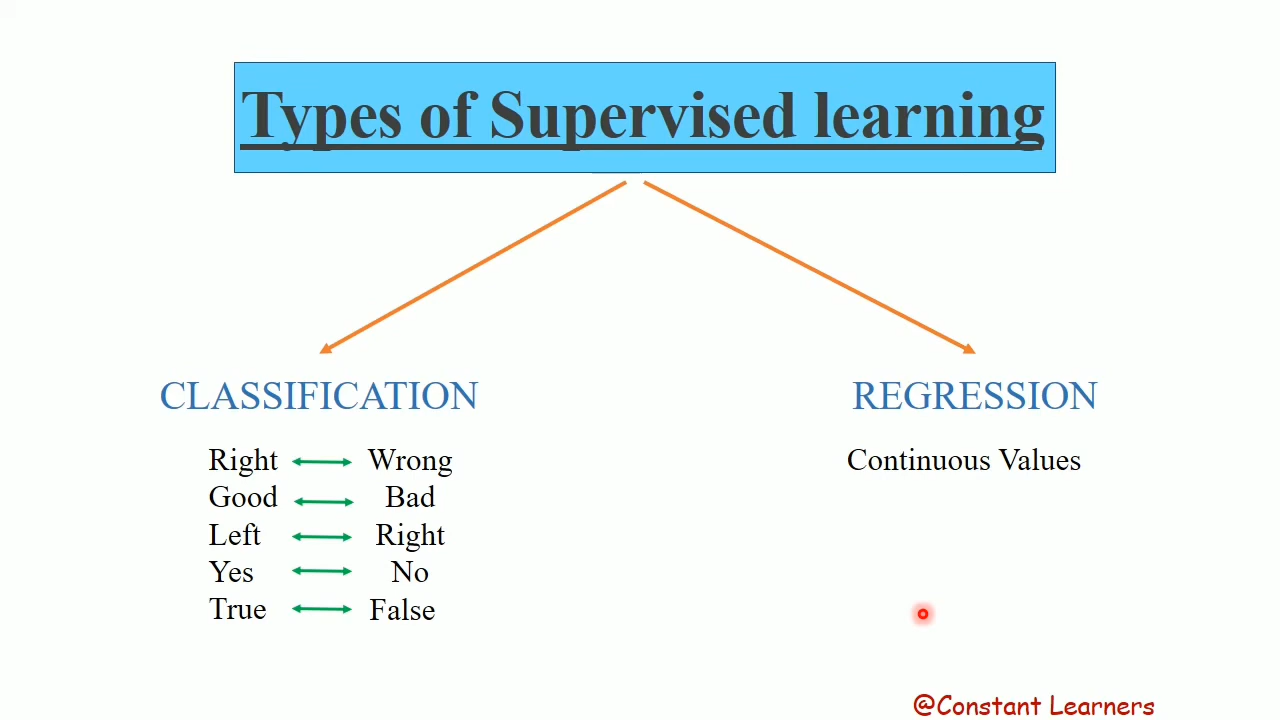 Types of Supervised learning
CLASSIFICATION
Right Wrong
Good Bad
Left Right
Yes No
True False
REGRESSION
Continuous Values
@Constant Learners